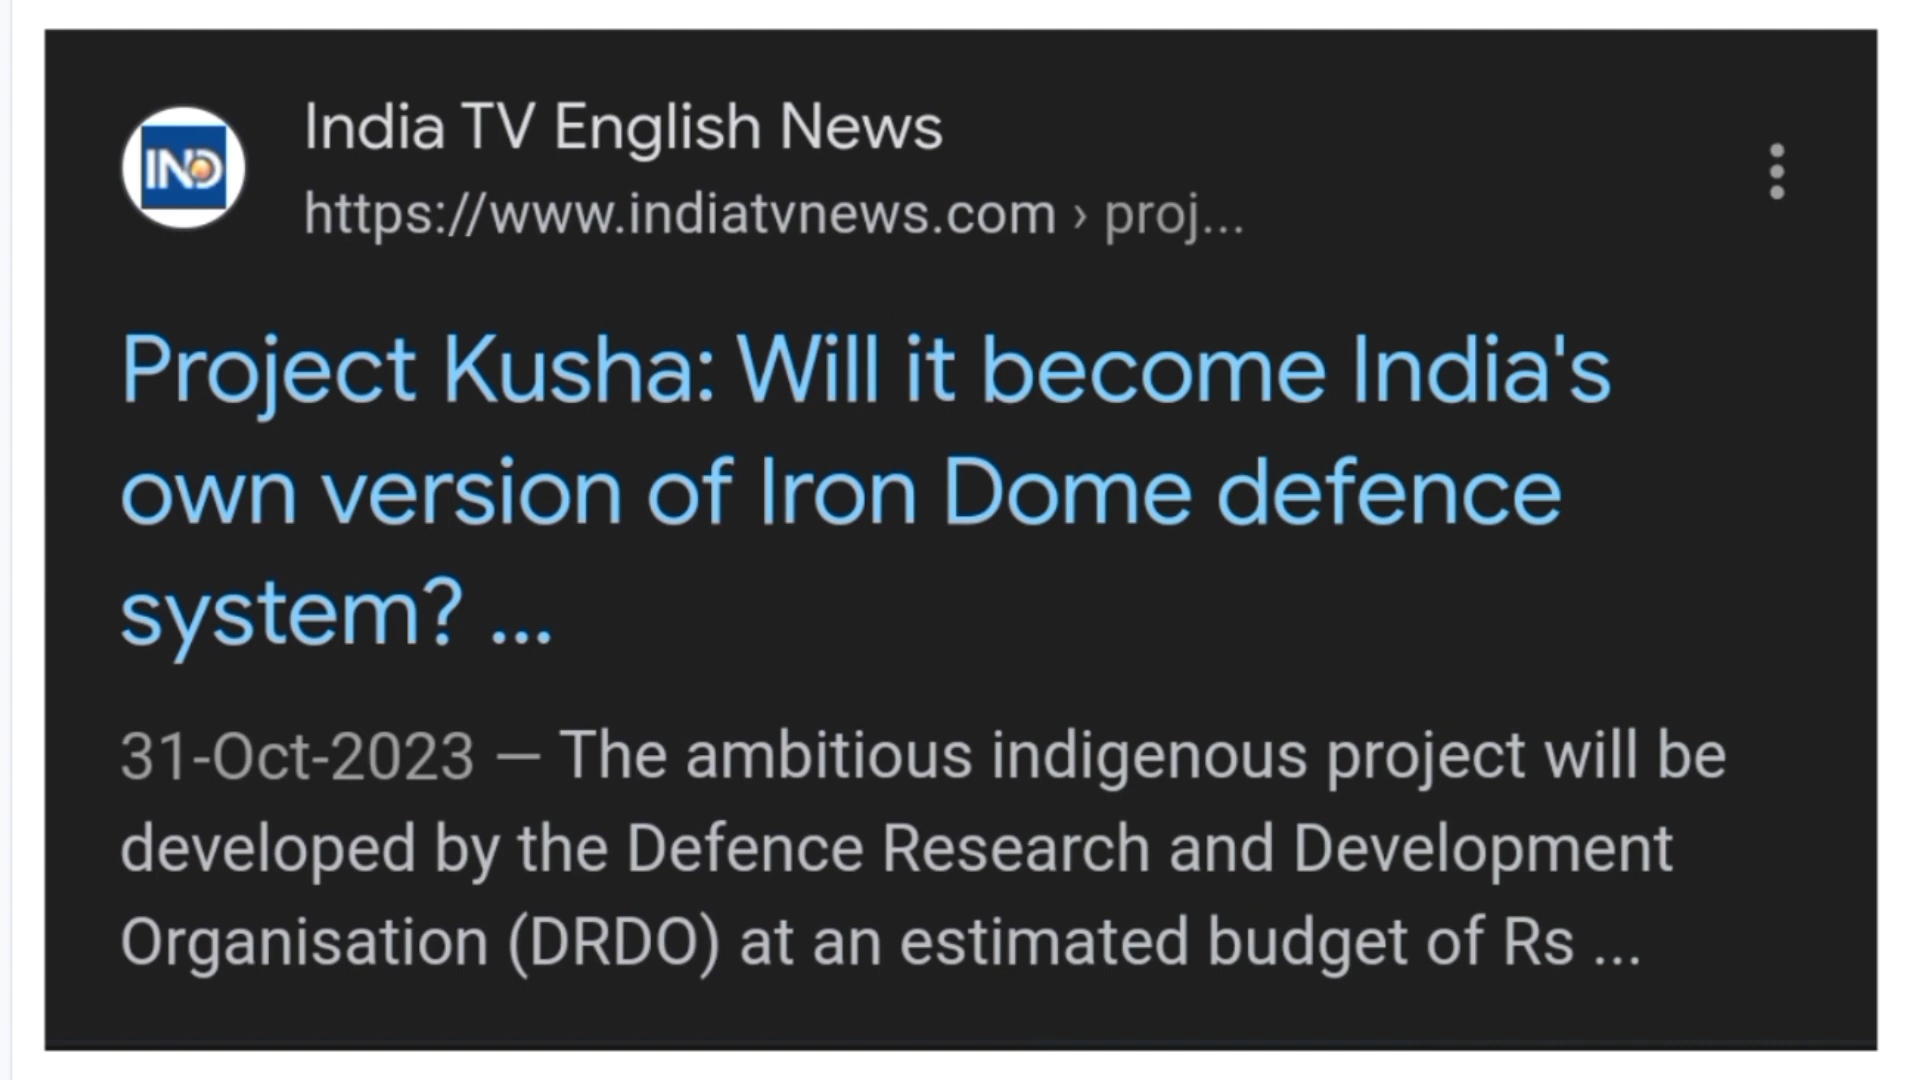 IND
India TV English News
https://www.indiatvnews.com › proj...
Project Kusha: Will it become India's
own version of Iron Dome defence
system? ...
31-Oct-2023 — The ambitious indigenous project will be
developed by the Defence Research and Development
Organisation (DRDO) at an estimated budget of Rs ...